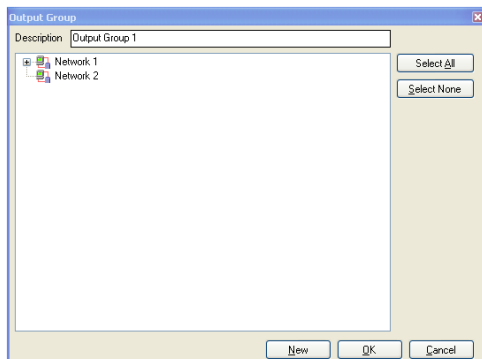 Output Group
Description Output Group 1
Network 1
Network 2
Select All
Select None
New OK Cancel